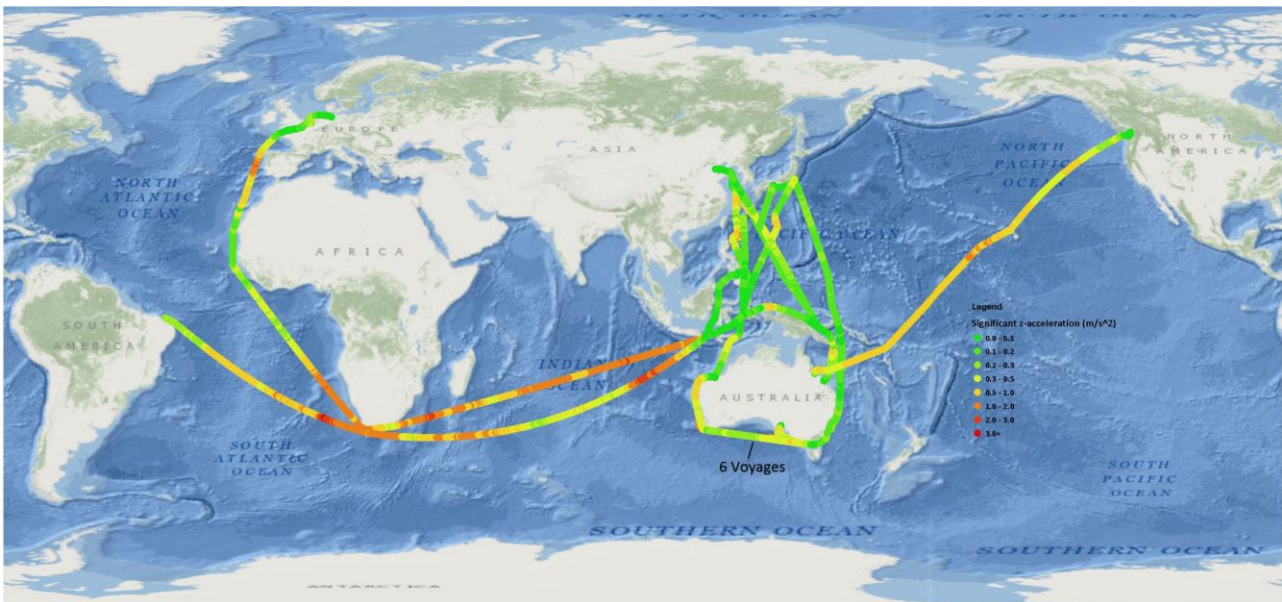 ARCTIC OCEAN
ARCTIC OCEAN
EUROPE
ASIA
NORTH
AMERICA
NORTH
PACIFIC
OCEAN
NORTH
ATLANTIC
OCEAN
AFRICA
PACIFIC OCEAN
SOUTH
AMERICA
INDIAN
OCEAN
AUSTRALIA
Legend
Significant z-acceleration (m/s^2)
0.0 - 0.1
0.1 - 0.2
0.2 - 0.3
0.3 - 0.5
0.5 - 1.0
1.0 - 2.0
2.0 - 3.0
3.0+
SOUTH
ATLANTIC
OCEAN
6 Voyages
SOUTH
PACIFIC
OCEAN
SOUTHERN OCEAN
SOUTHERN OCEAN
ANTARCTICA